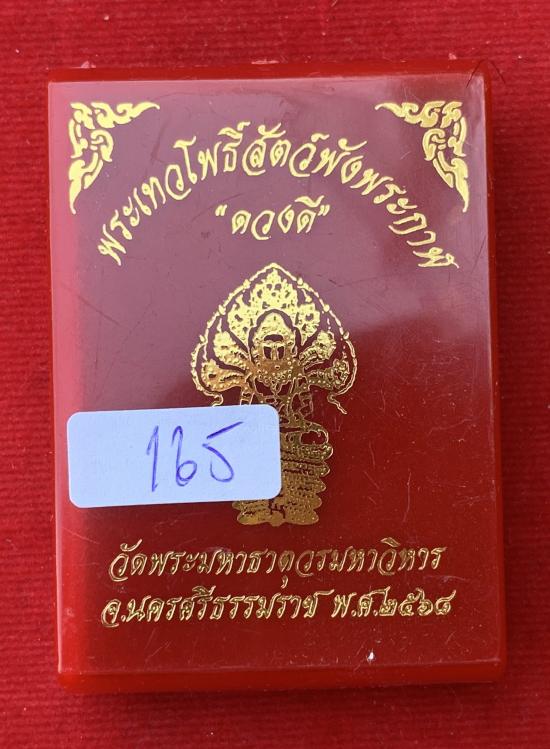 พระเทวโพธิ์สัตว์พังพระกาฬ
"ดวงดี"
165
วัดพระมหาธาตุวรมหาวิหาร
จ.นครศรีธรรมราช พ.ศ.๒๕๖๘